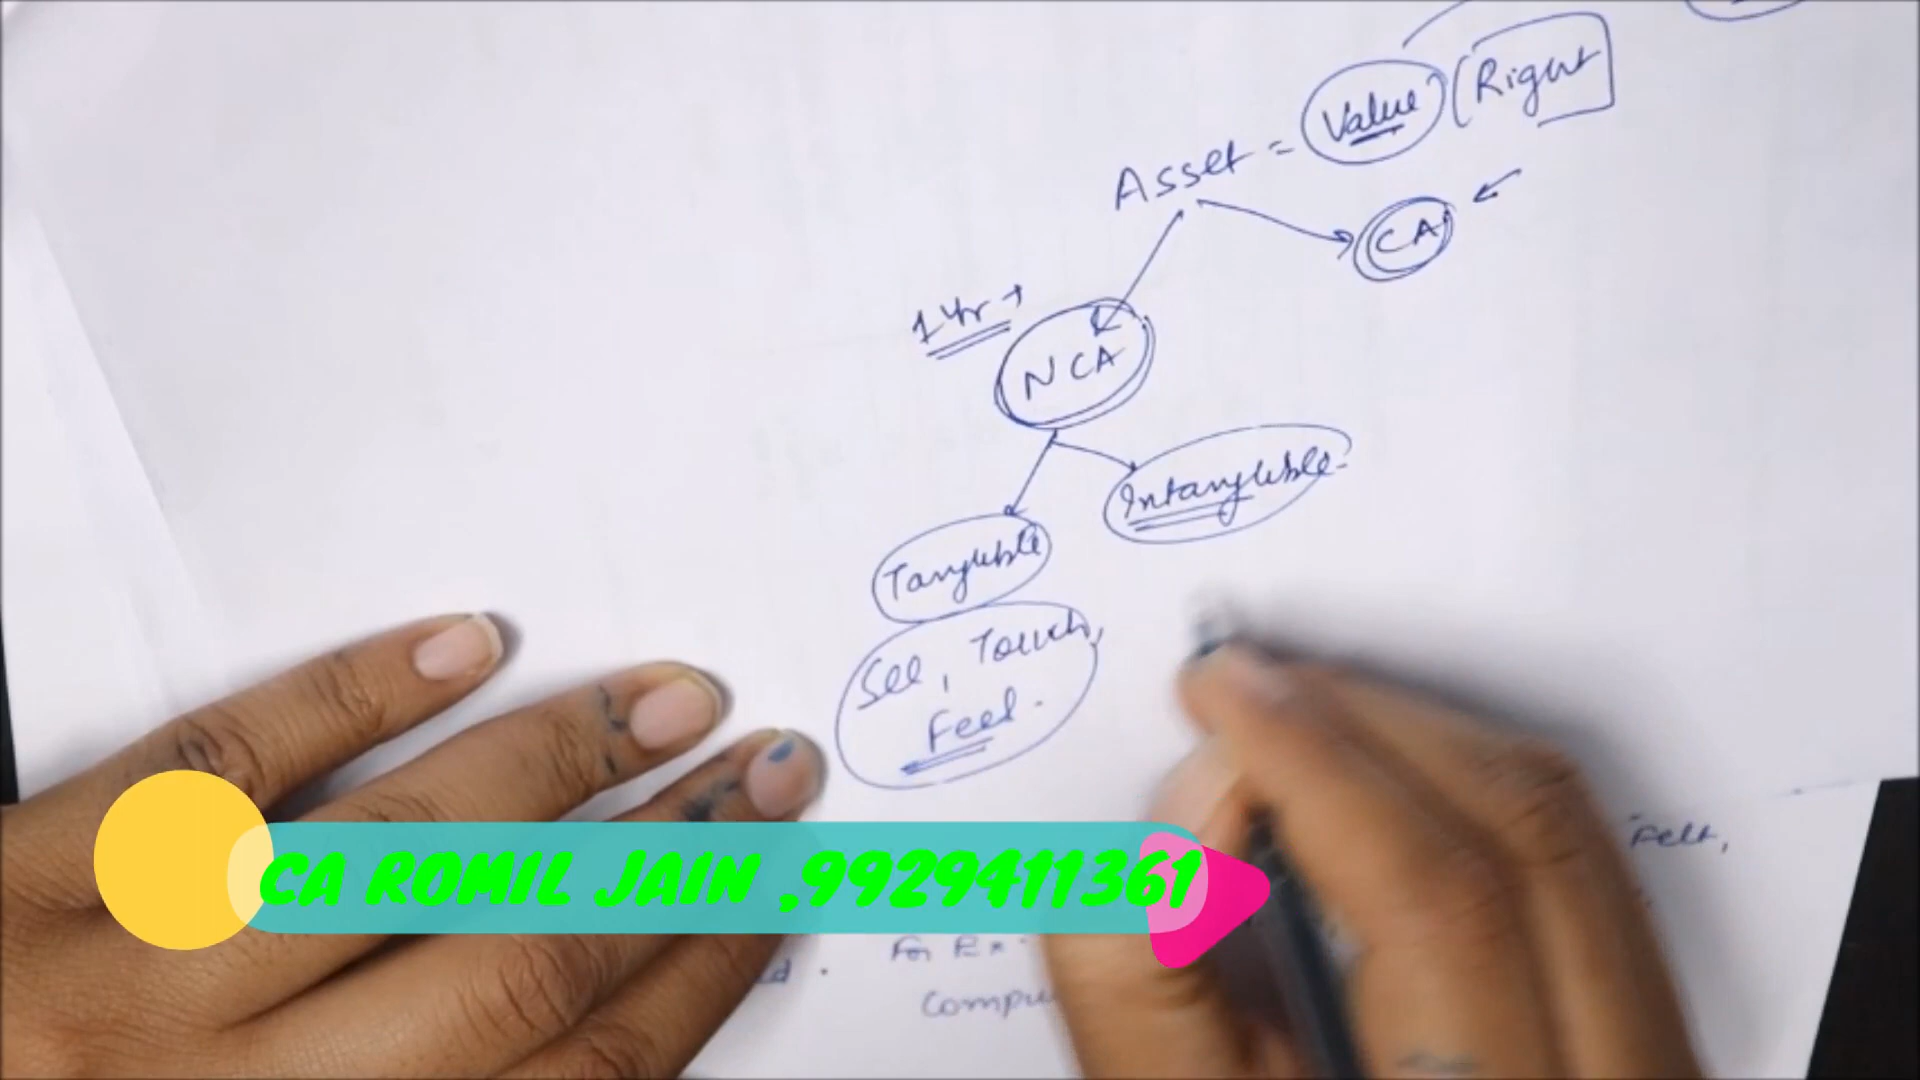 Asset = Value (Right
CA
1 Yr →
NCA
Intangible
Tangible
See, Touch,
Feel.
Felt,
CA ROMIL JAIN ,9929411361
For Ex